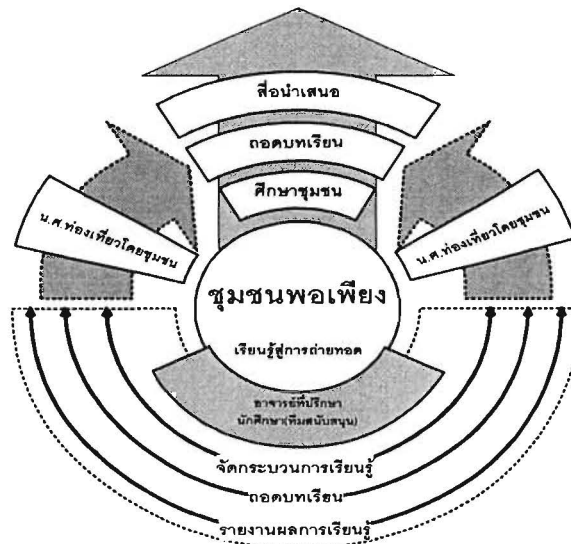 สื่อนำเสนอ
ถอดบทเรียน
ศึกษาชุมชน
น.ศ.ท่องเที่ยวโดยชุมชน
น.ศ.ท่องเที่ยวโดยชุมชน
ชุมชนพอเพียง
เรียนรู้สู่การถ่ายทอด
อาจารย์ที่ปรึกษา
นักศึกษา(ทีมสนับสนุน)
จัดกระบวนการเรียนรู้
ถอดบทเรียน
รายงานผลการเรียนรู้